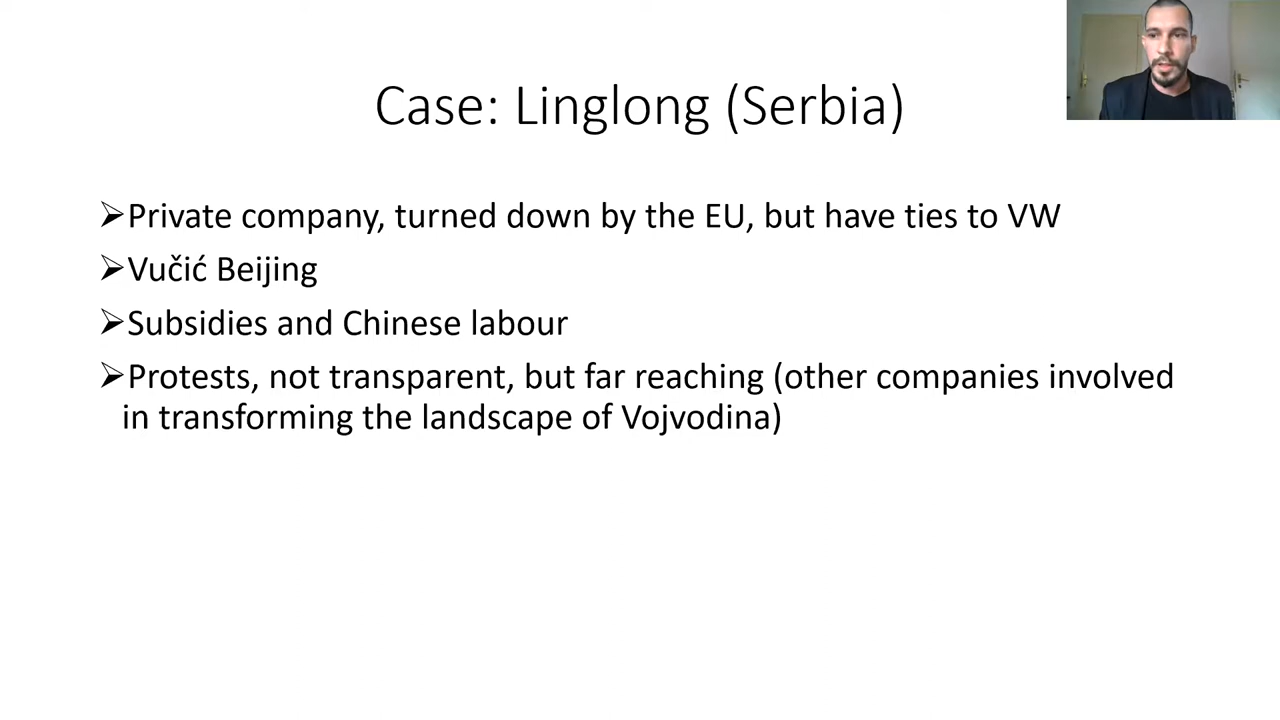 Case: Linglong (Serbia)
➢Private company, turned down by the EU, but have ties to VW
➢Vučić Beijing
➢Subsidies and Chinese labour
➢Protests, not transparent, but far reaching (other companies involved
in transforming the landscape of Vojvodina)